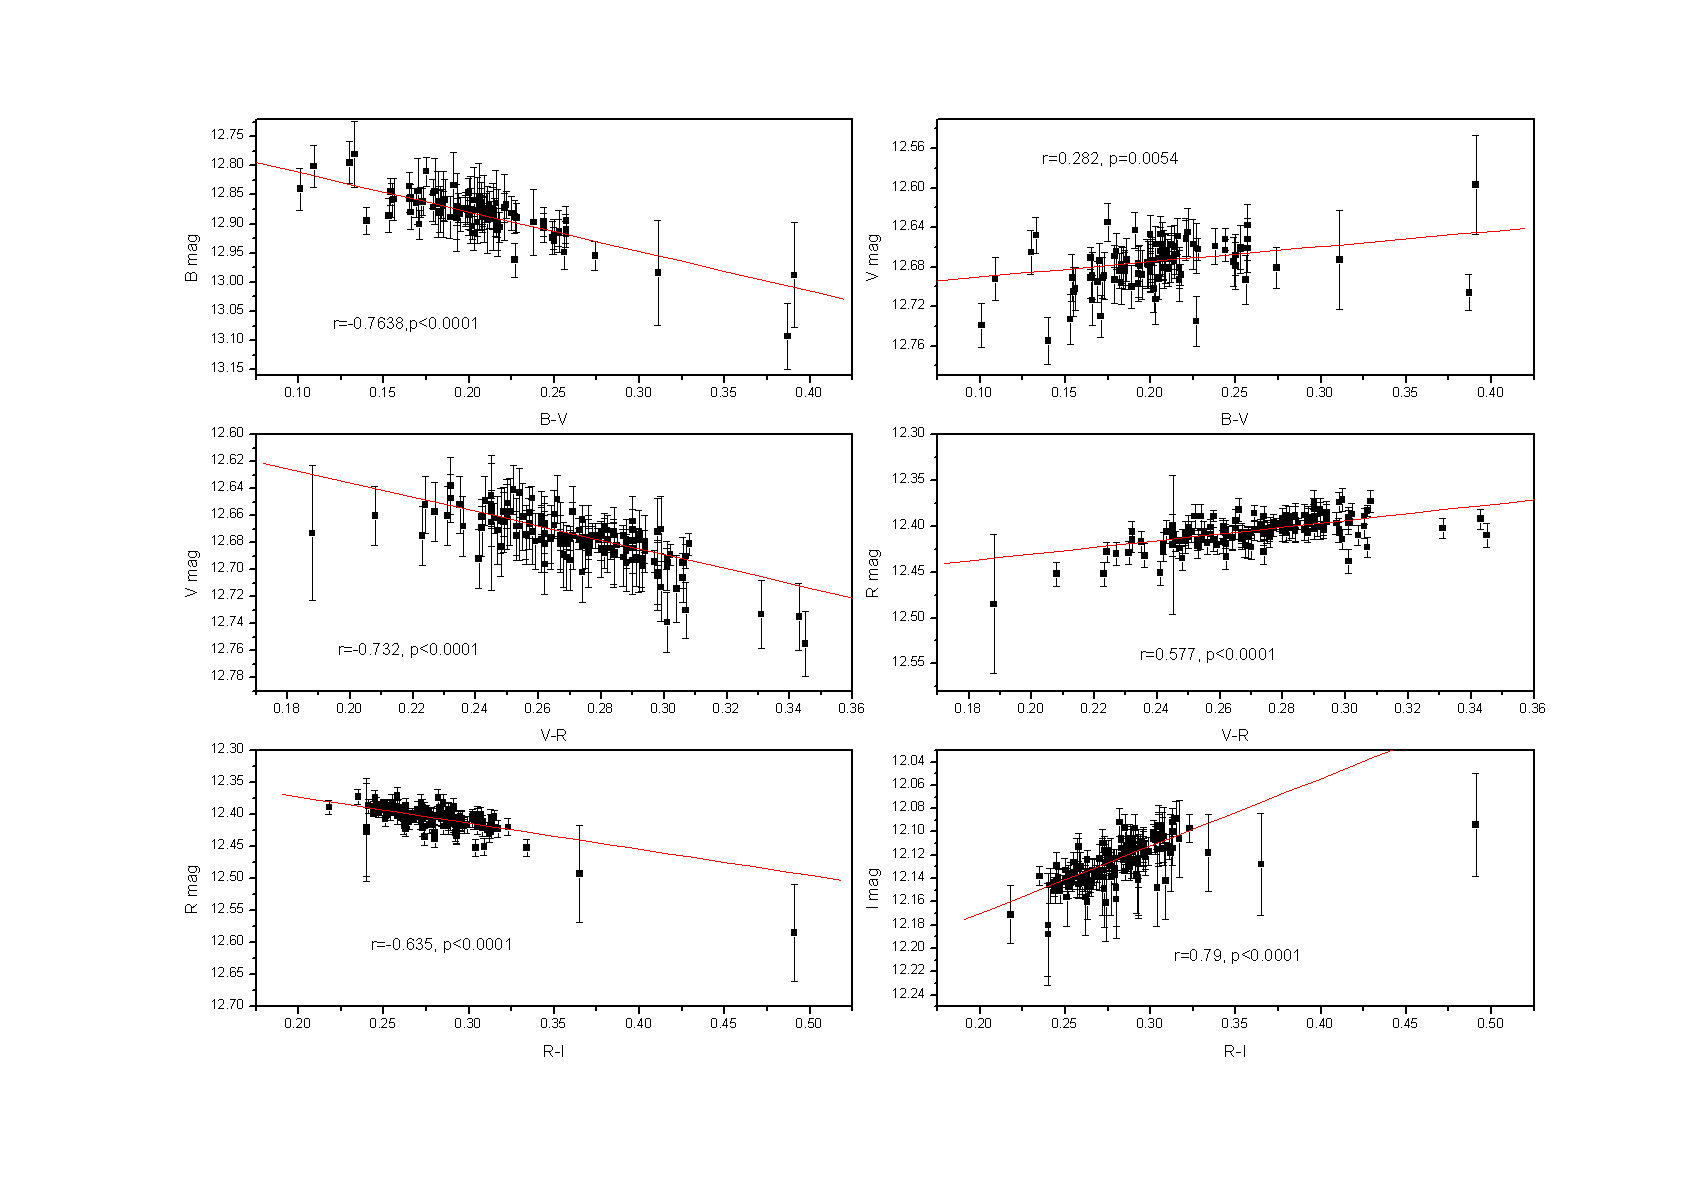 12.75
12.80
12.85
12.90
12.95
13.00
13.05
13.10
13.15
B mag
r=-0.7638,p<0.0001
0.10 0.15 0.20 0.25 0.30 0.35 0.40
B-V
12.56
12.60
12.64
12.68
12.72
12.76
V mag
r=0.282, p=0.0054
0.10 0.15 0.20 0.25 0.30 0.35 0.40
B-V
12.60
12.62
12.64
12.66
12.68
12.70
12.72
12.74
12.76
12.78
V mag
r=-0.732, p<0.0001
0.18 0.20 0.22 0.24 0.26 0.28 0.30 0.32 0.34 0.36
V-R
12.30
12.35
12.40
12.45
12.50
12.55
R mag
r=0.577, p<0.0001
0.18 0.20 0.22 0.24 0.26 0.28 0.30 0.32 0.34 0.36
V-R
12.30
12.35
12.40
12.45
12.50
12.55
12.60
12.65
12.70
R mag
r=-0.635, p<0.0001
0.20 0.25 0.30 0.35 0.40 0.45 0.50
R-I
12.04
12.06
12.08
12.10
12.12
12.14
12.16
12.18
12.20
12.22
12.24
I mag
r=0.79, p<0.0001
0.20 0.25 0.30 0.35 0.40 0.45 0.50
R-I